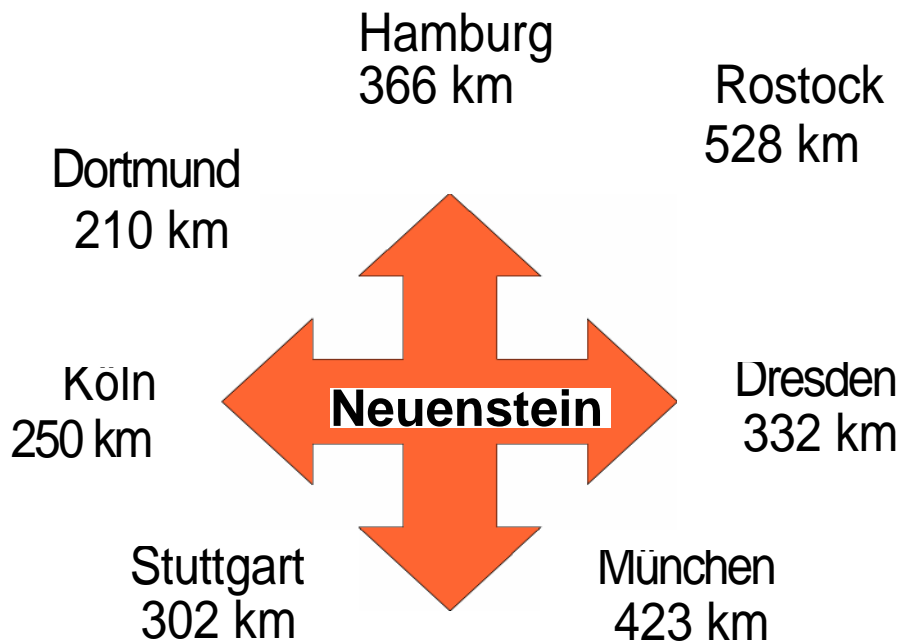 Hamburg
366 km
Rostock
528 km
Dortmund
210 km
Köln
250 km
Neuenstein
Dresden
332 km
Stuttgart
302 km
München
423 km